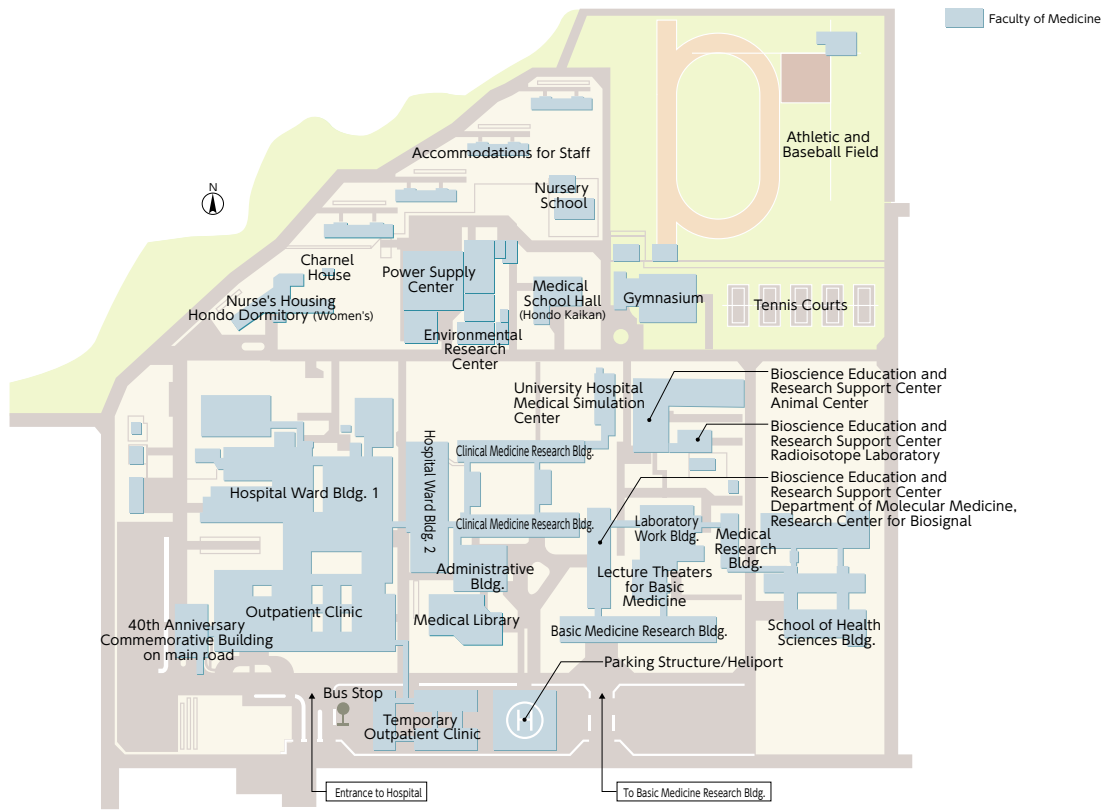 Faculty of Medicine
Athletic and
Baseball Field
Accommodations for Staff
N
Nursery
School
Charnel
House
Power Supply
Center
Medical
School Hall
(Hondo Kaikan)
Gymnasium
Tennis Courts
Nurse's Housing
Hondo Dormitory (Women's)
Environmental
Research
Center
University Hospital
Medical Simulation
Center
Bioscience Education and
Research Support Center
Animal Center
Bioscience Education and
Research Support Center
Radioisotope Laboratory
Bioscience Education and
Research Support Center
Department of Molecular Medicine,
Research Center for Biosignal
Clinical Medicine Research Bldg.
Hospital Ward Bldg. 1
Hospital Ward Bldg. 2
Clinical Medicine Research Bldg.
Laboratory
Work Bldg.
Medical
Research
Bldg.
Administrative
Bldg.
Lecture Theaters
for Basic
Medicine
Outpatient Clinic
Medical Library
40th Anniversary
Commemorative Building
on main road
Basic Medicine Research Bldg.
School of Health
Sciences Bldg.
Parking Structure/Heliport
Bus Stop
Temporary
Outpatient Clinic
H
Entrance to Hospital
To Basic Medicine Research Bldg.